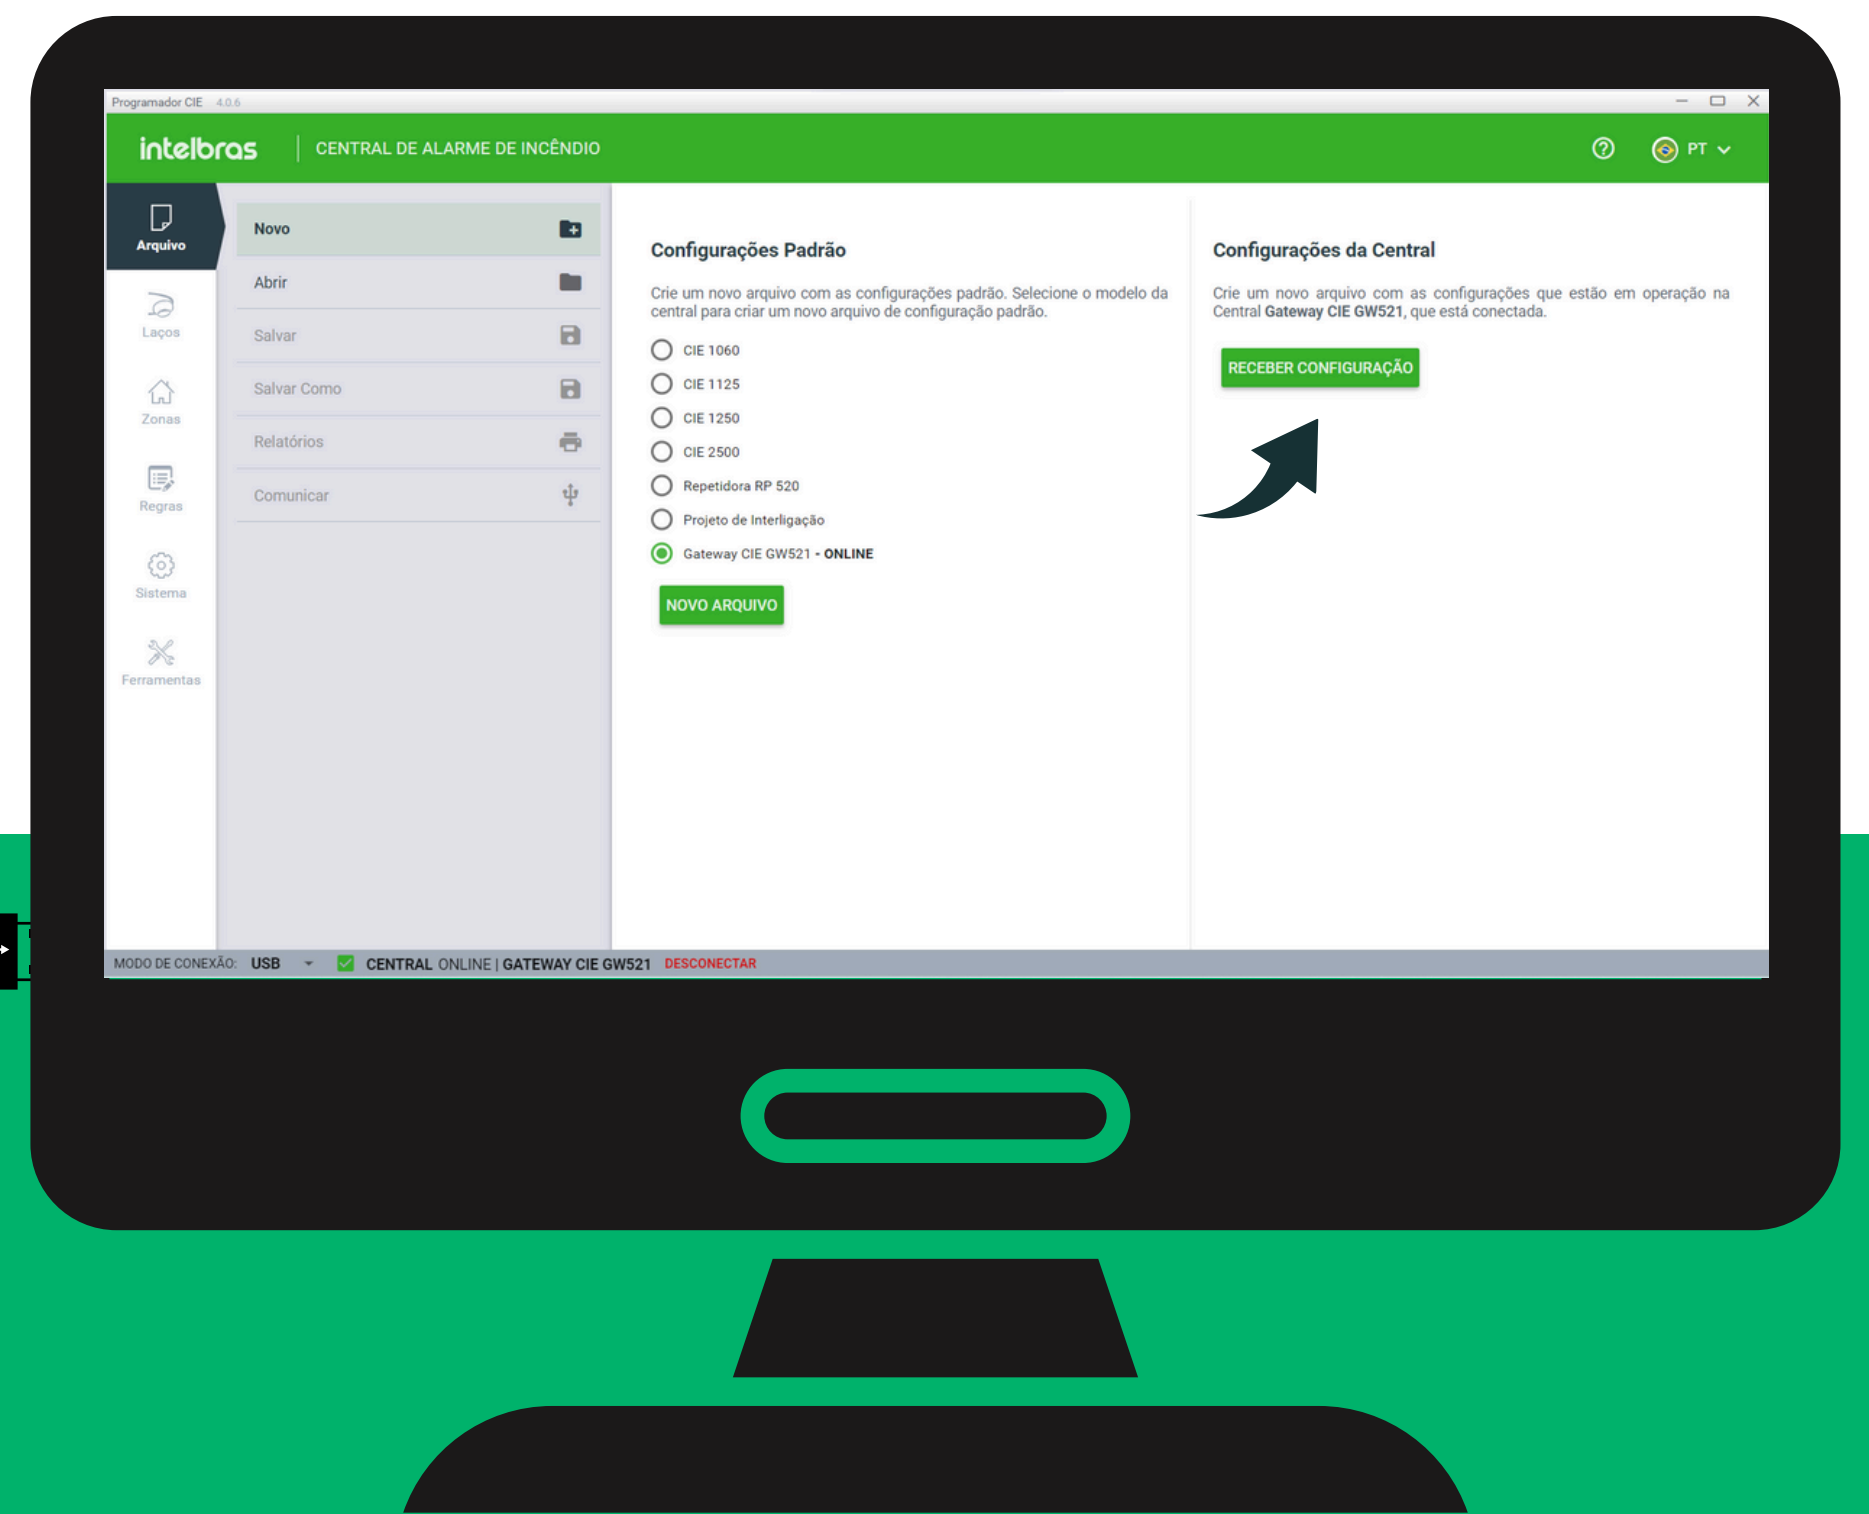 Programador CIE 4.0.6
intelbras
CENTRAL DE ALARME DE INCÊNDIO
PT
Arquivo
Laços
Zonas
Regras
Sistema
Ferramentas
Novo
Abrir
Salvar
Salvar Como
Relatórios
Comunicar
Configurações Padrão
Crie um novo arquivo com as configurações padrão. Selecione o modelo da
central para criar um novo arquivo de configuração padrão.
CIE 1060
CIE 1125
CIE 1250
CIE 2500
Repetidora RP 520
Projeto de Interligação
Gateway CIE GW521 - ONLINE
NOVO ARQUIVO
Configurações da Central
Crie um novo arquivo com as configurações que estão em operação na
Central Gateway CIE GW521, que está conectada.
RECEBER CONFIGURAÇÃO
MODO DE CONEXÃO: USB CENTRAL ONLINE | GATEWAY CIE GW521 DESCONECTAR